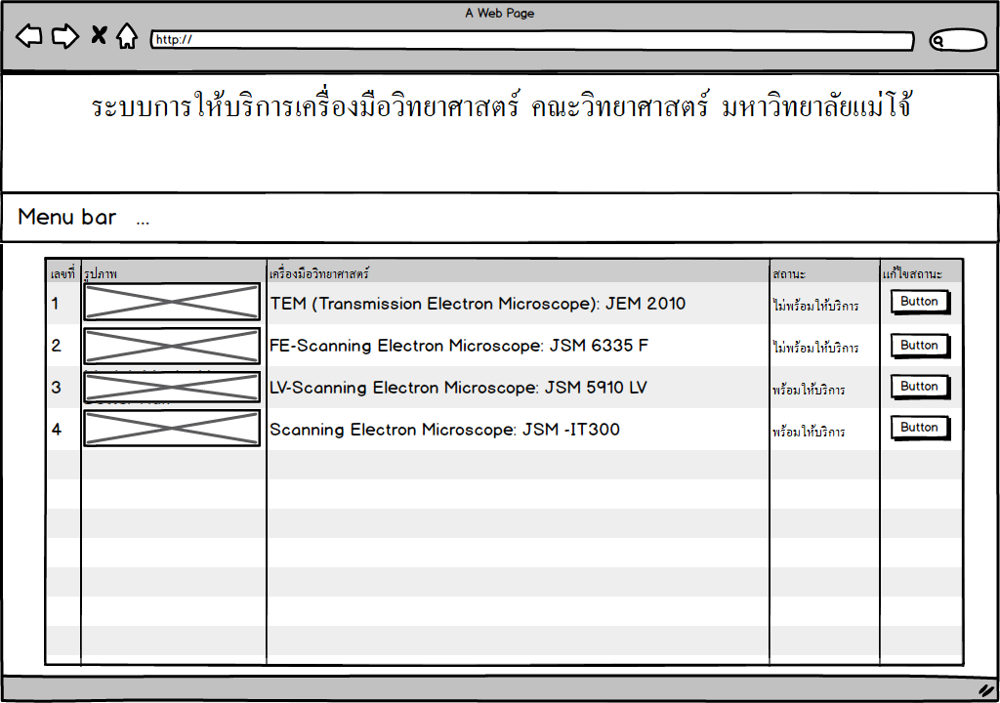 A Web Page
http://
ระบบการให้บริการเครื่องมือวิทยาศาสตร์ คณะวิทยาศาสตร์ มหาวิทยาลัยแม่โจ้
Menu bar ...
เลขที่ รูปภาพ เครื่องมือวิทยาศาสตร์ สถานะ แก้ไขสถานะ
1 TEM (Transmission Electron Microscope): JEM 2010 ไม่พร้อมให้บริการ Button
2 FE-Scanning Electron Microscope: JSM 6335 F ไม่พร้อมให้บริการ Button
3 LV-Scanning Electron Microscope: JSM 5910 LV พร้อมให้บริการ Button
4 Scanning Electron Microscope: JSM -IT300 พร้อมให้บริการ Button